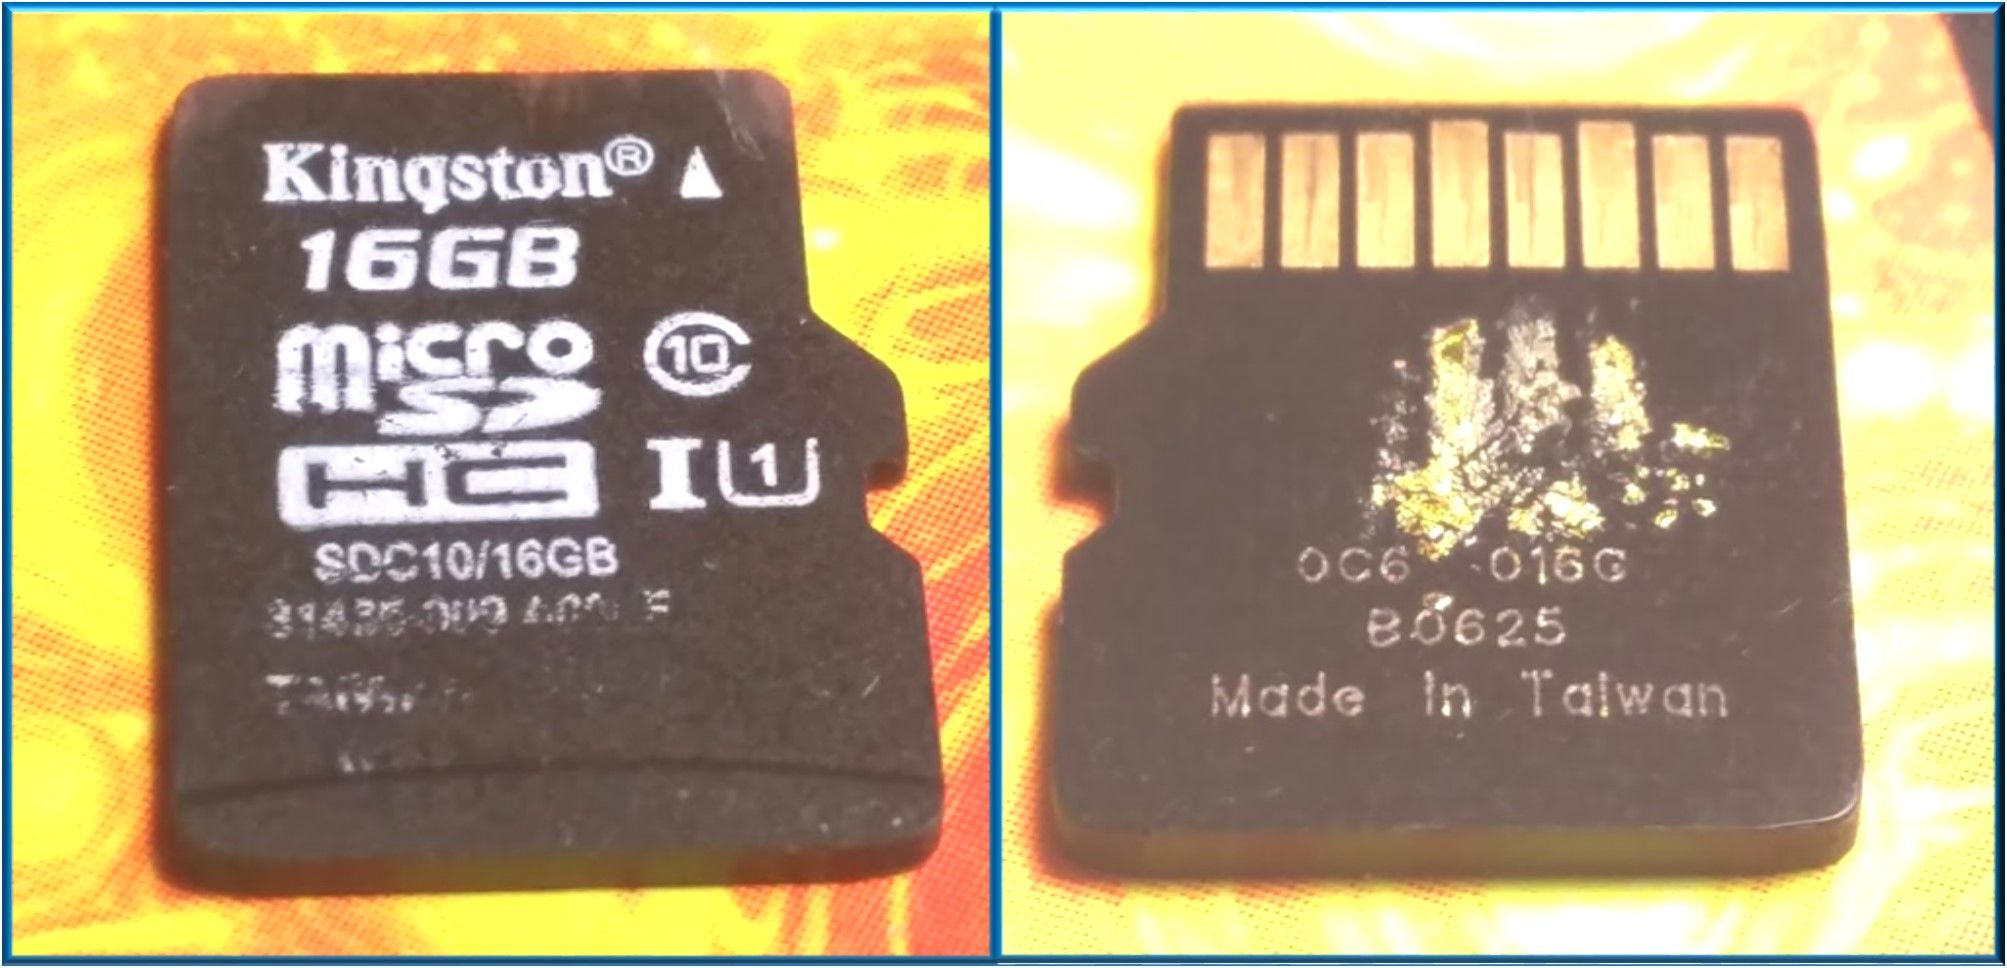 Kingston®
16GB
micro
SD
HC
10
I 1
SDC10/16GB
0C6 016G
B0625
Made In Taiwan